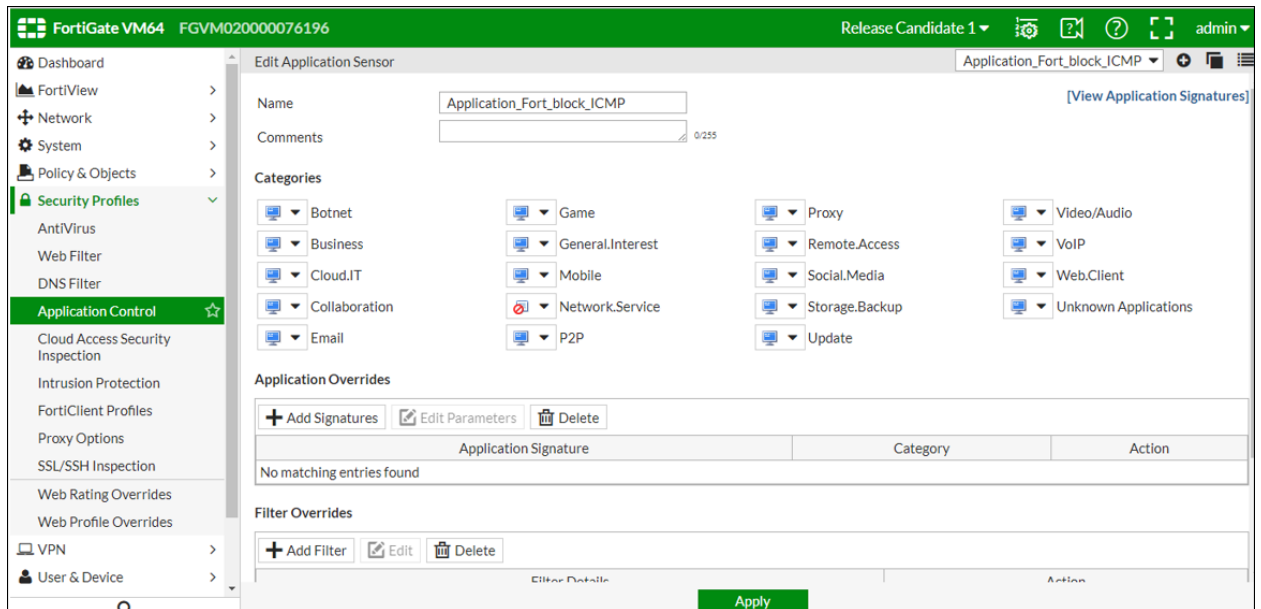 FortiGate VM64 FGVM020000076196 Release Candidate 1 admin
Dashboard
FortiView
Network
System
Policy & Objects
Security Profiles
AntiVirus
Web Filter
DNS Filter
Application Control
Cloud Access Security
Inspection
Intrusion Protection
FortiClient Profiles
Proxy Options
SSL/SSH Inspection
Web Rating Overrides
Web Profile Overrides
VPN
User & Device
Edit Application Sensor Application_Fort_block_ICMP
Name Application_Fort_block_ICMP [View Application Signatures]
Comments 0/255
Categories
Botnet Game Proxy Video/Audio
Business General.Interest Remote.Access VoIP
Cloud.IT Mobile Social.Media Web.Client
Collaboration Network.Service Storage.Backup Unknown Applications
Email P2P Update
Application Overrides
Add Signatures Edit Parameters Delete
Application Signature Category Action
No matching entries found
Filter Overrides
Add Filter Edit Delete
Filter Details Action
Apply